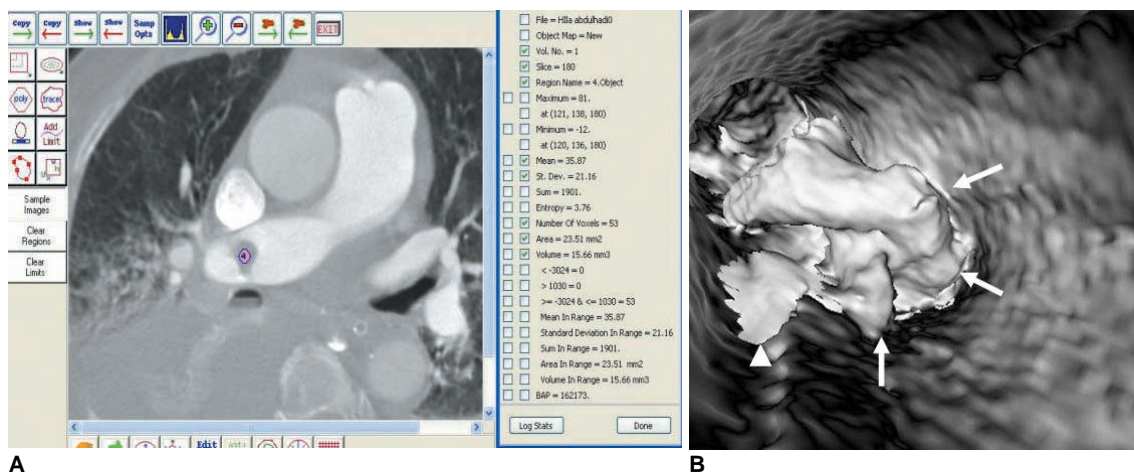 Copy Copy Show Show Samp
Opts
EXIT
poly trace
Add
Limit
Sample
Images
Clear
Regions
Clear
Limits
4
Edit
File = HIIa abdulhadi0
Object Map = New
Vol. No. = 1
Slice = 180
Region Name = 4.Object
Maximum = 81.
at (121, 138, 180)
Minimum = -12.
at (120, 136, 180)
Mean = 35.87
St. Dev. = 21.16
Sum = 1901.
Entropy = 3.76
Number Of Voxels = 53
Area = 23.51 mm2
Volume = 15.66 mm3
< -3024 = 0
> 1030 = 0
>= -3024 & <= 1030 = 53
Mean In Range = 35.87
Standard Deviation In Range = 21.16
Sum In Range = 1901.
Area In Range = 23.51 mm2
Volume In Range = 15.66 mm3
BAP = 162173.
Log Stats Done
A
B